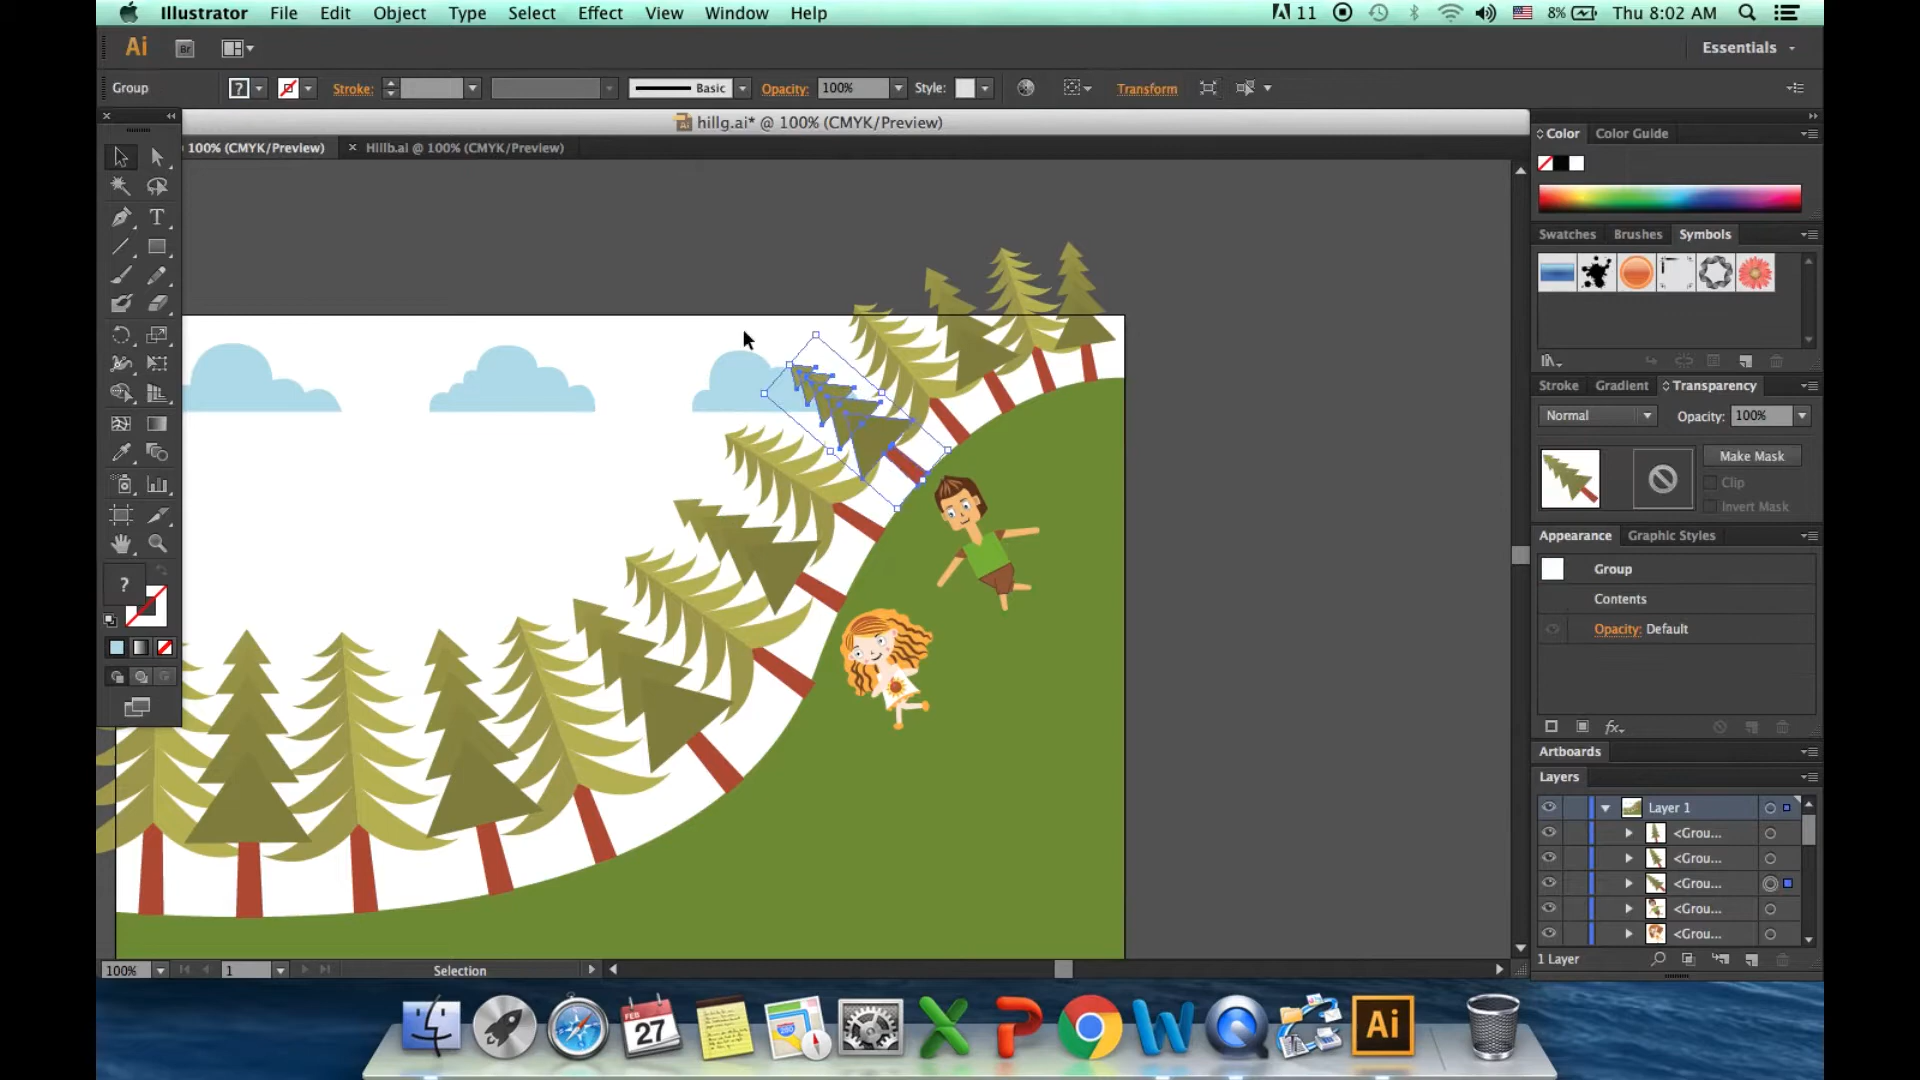 Illustrator File Edit Object Type Select Effect View Window Help 11 8% Thu 8:02 AM
Ai Br Essentials
Group ? Stroke: Basic Opacity: 100% Style: Transform
hillg.ai* @ 100% (CMYK/Preview)
100% (CMYK/Preview) × Hillb.ai @ 100% (CMYK/Preview)
Color Color Guide
Swatches Brushes Symbols
Stroke Gradient Transparency
Normal Opacity: 100%
Make Mask
Clip
Invert Mask
Appearance Graphic Styles
Group
Contents
Opacity: Default
Artboards
Layers
Layer 1
<Grou...
<Grou...
<Grou...
<Grou...
<Grou...
1 Layer
T
?
100% 1 Selection
FEB
27
280
Ai